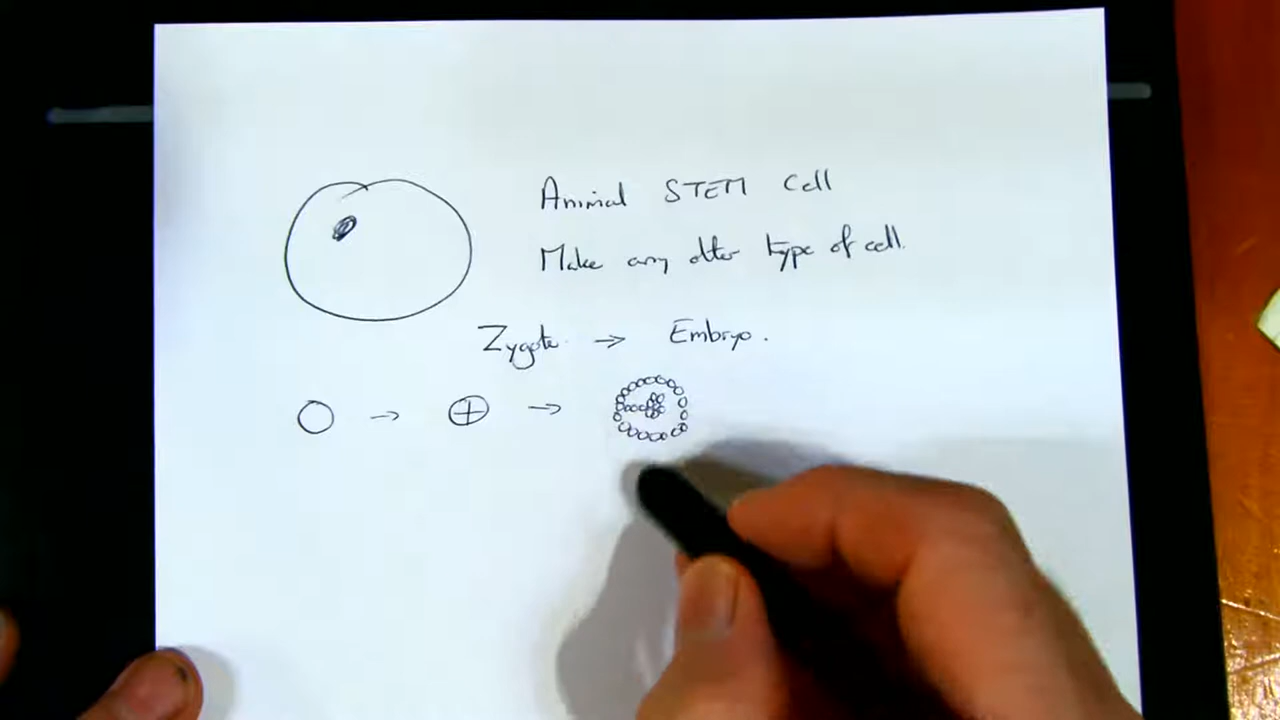 Animal STEM Cell
Make any other type of cell.
Zygote → Embryo.